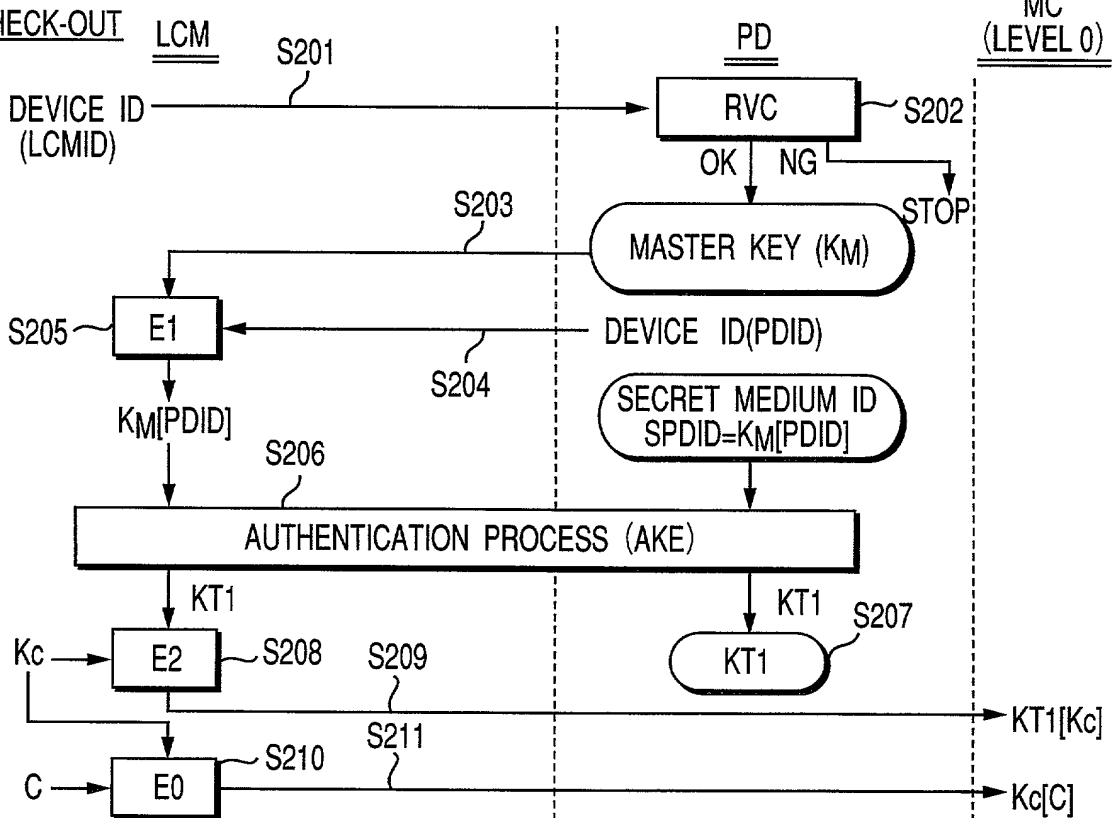 HECK-OUT
LCM
PD
MC
(LEVEL 0)
S201
DEVICE ID
(LCMID)
RVC
S202
OK
NG
STOP
S203
MASTER KEY (KM)
S205
E1
DEVICE ID(PDID)
S204
KM[PDID]
SECRET MEDIUM ID
SPDID=KM[PDID]
S206
AUTHENTICATION PROCESS (AKE)
KT1
KT1
S207
Kc
E2
S208
S209
KT1
KT1[Kc]
S211
S210
C
E0
Kc[C]